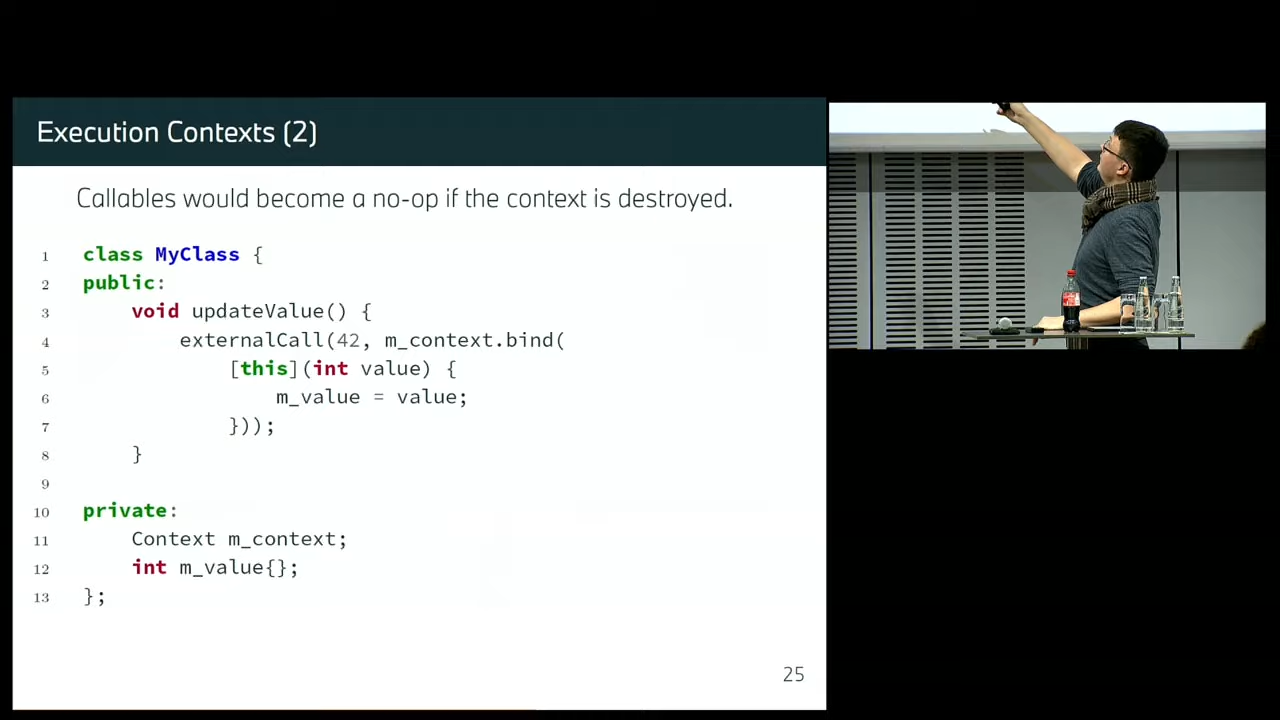 Execution Contexts (2)
Callables would become a no-op if the context is destroyed.
1 class MyClass {
2 public:
3 void updateValue() {
4 externalCall(42, m_context.bind(
5 [this](int value) {
6 m_value = value;
7 }));
8 }
9
10 private:
11 Context m_context;
12 int m_value{};
13 };
25